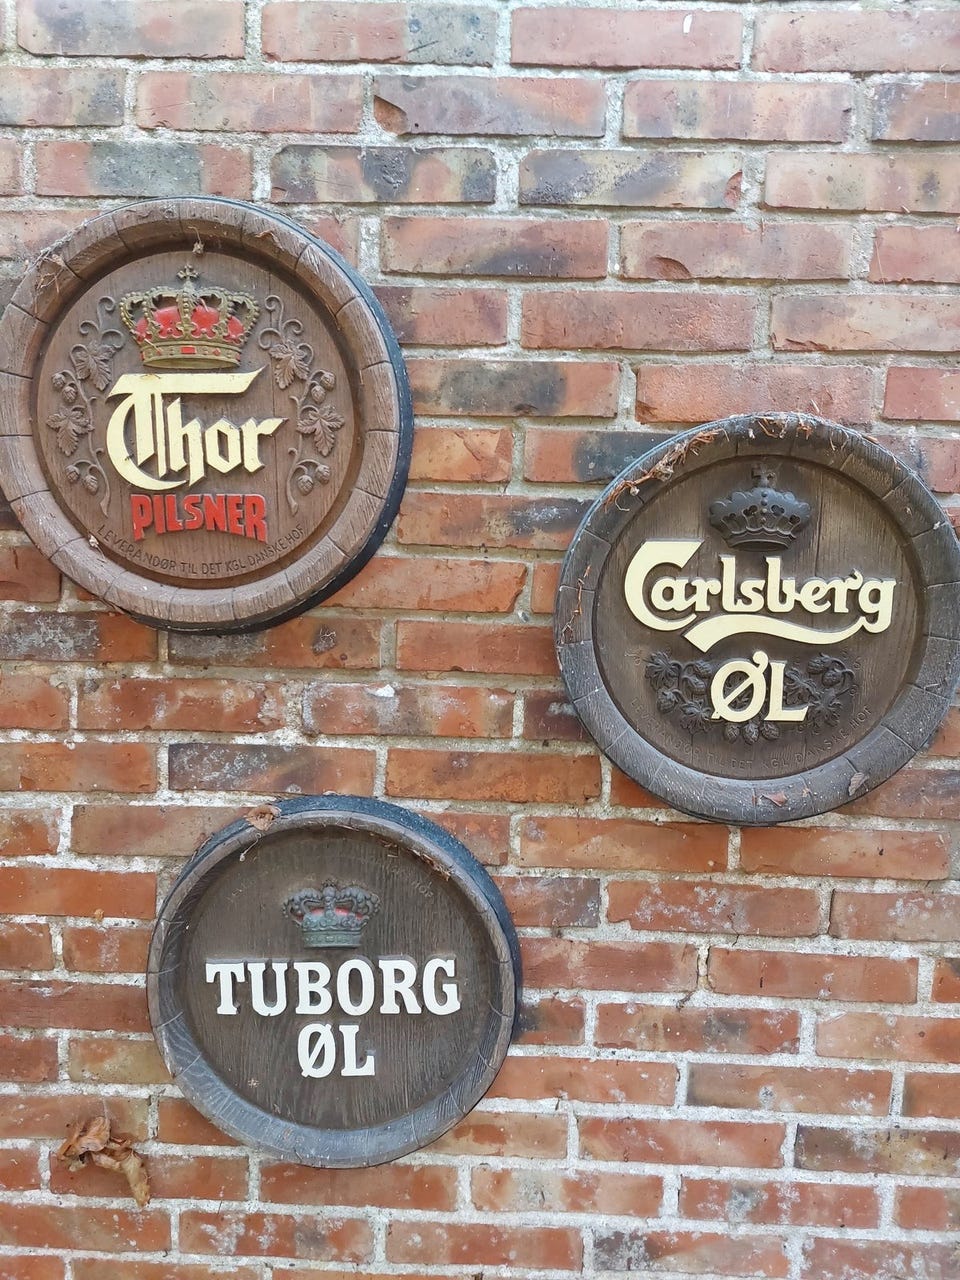 Thor
PILSNER
LEVERANDØR TIL DET KGL DANSKE HOF
Carlsberg
ØL
LEVERANDØR TIL DET KGL DANSKE HOF
TUBORG
ØL